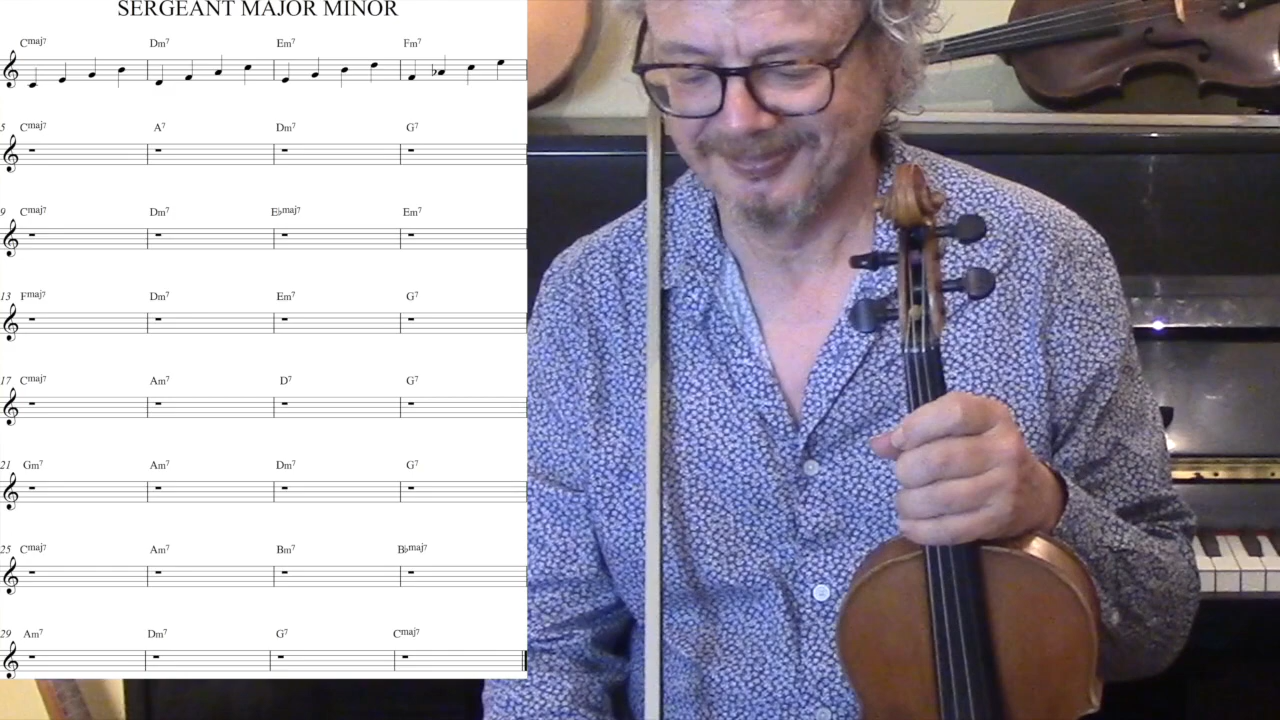 SERGEANT MAJOR MINOR
Cmaj7 Dm7 Em7 Fm7
5 Cmaj7 A7 Dm7 G7
9 Cmaj7 Dm7 E♭maj7 Em7
13 Fmaj7 Dm7 Em7 G7
17 Cmaj7 Am7 D7 G7
21 Gm7 Am7 Dm7 G7
25 Cmaj7 Am7 Bm7 B♭maj7
29 Am7 Dm7 G7 Cmaj7